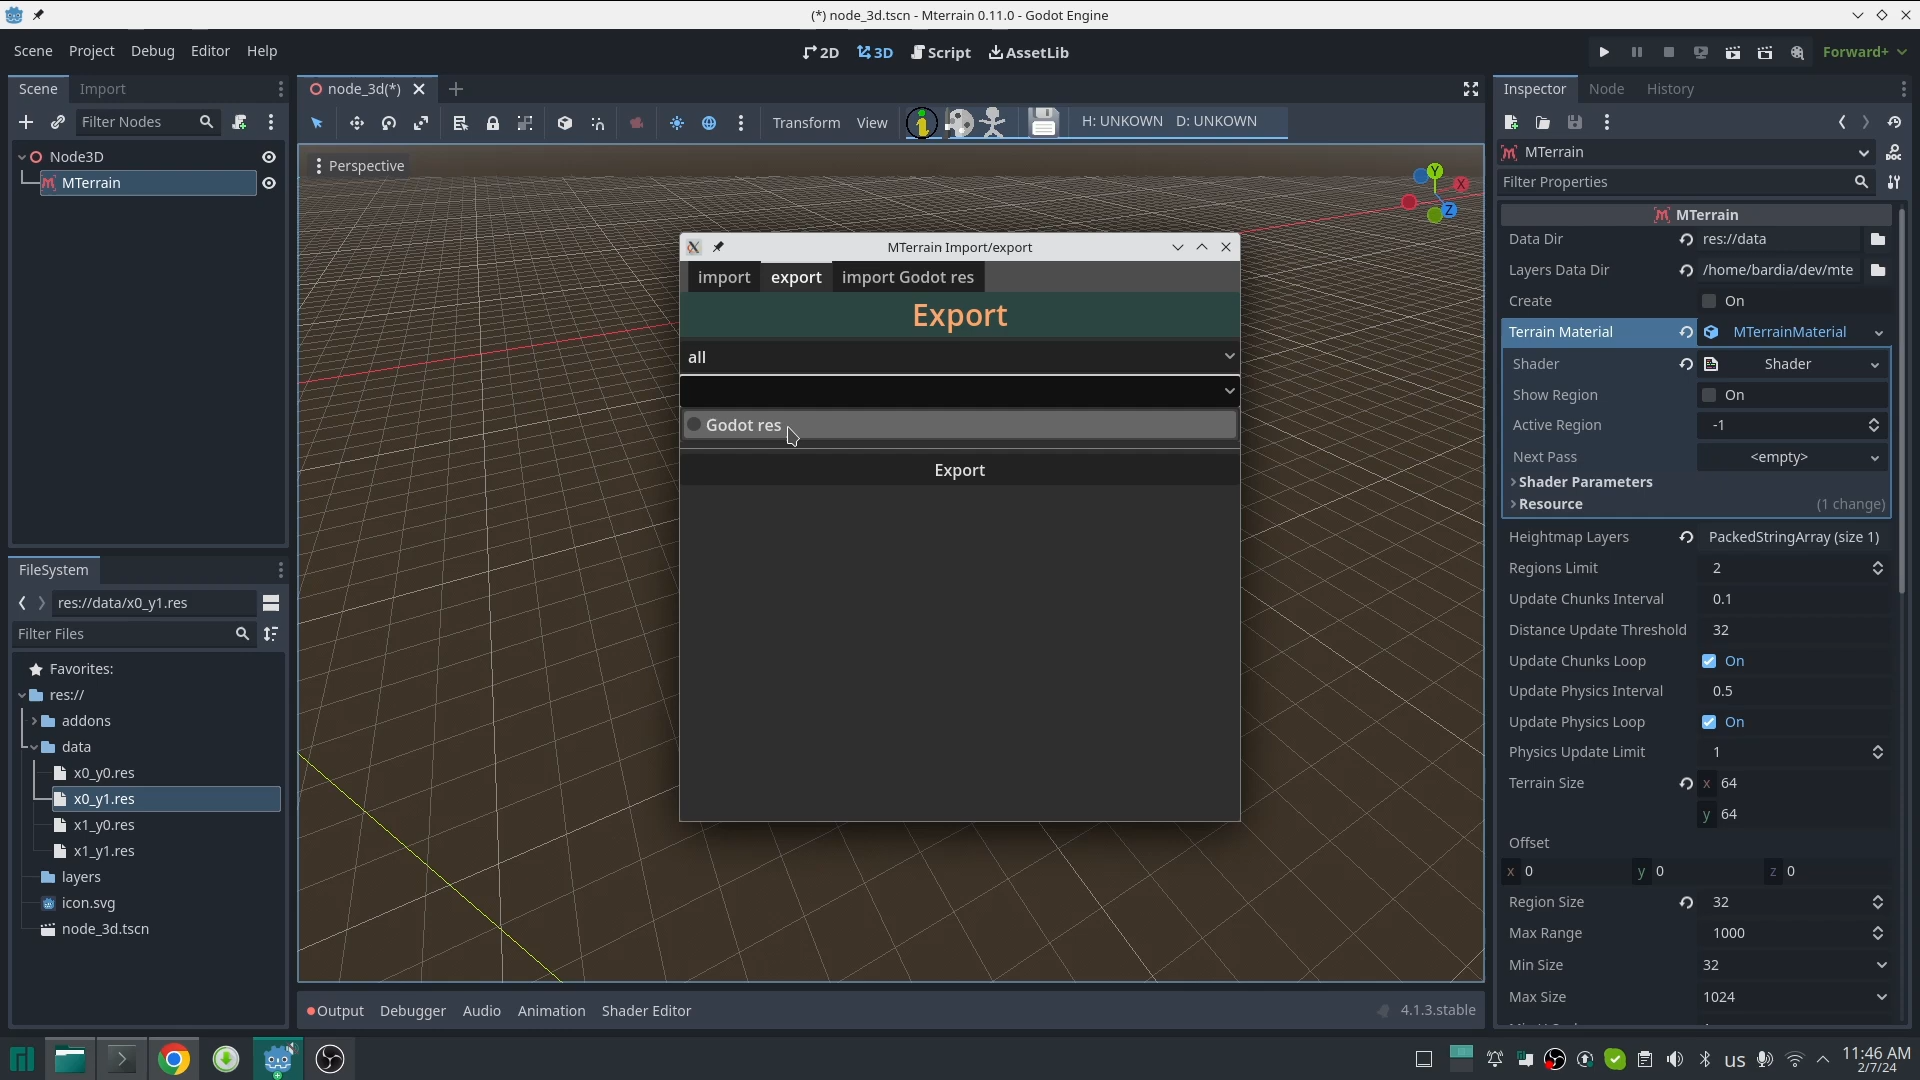 (*) node_3d.tscn - Mterrain 0.11.0 - Godot Engine
Scene Project Debug Editor Help
2D 3D Script AssetLib
Forward+
Scene Import
node_3d(*)
Inspector Node History
Filter Nodes
Transform View
H: UNKOWN D: UNKOWN
Node3D
MTerrain
Perspective
Y
X
Z
MTerrain
Filter Properties
MTerrain
Data Dir res://data
Layers Data Dir /home/bardia/dev/mte
Create On
Terrain Material MTerrainMaterial
Shader Shader
Show Region On
Active Region -1
Next Pass <empty>
Shader Parameters
Resource (1 change)
Heightmap Layers PackedStringArray (size 1)
Regions Limit 2
Update Chunks Interval 0.1
Distance Update Threshold 32
Update Chunks Loop On
Update Physics Interval 0.5
Update Physics Loop On
Physics Update Limit 1
Terrain Size x 64
y 64
Offset
x 0 y 0 z 0
Region Size 32
Max Range 1000
Min Size 32
Max Size 1024
MTerrain Import/export
import export import Godot res
Export
all
Godot res
Export
FileSystem
res://data/x0_y1.res
Filter Files
Favorites:
res://
addons
data
x0_y0.res
x0_y1.res
x1_y0.res
x1_y1.res
layers
icon.svg
node_3d.tscn
Output Debugger Audio Animation Shader Editor
4.1.3.stable
us
11:46 AM
2/7/24